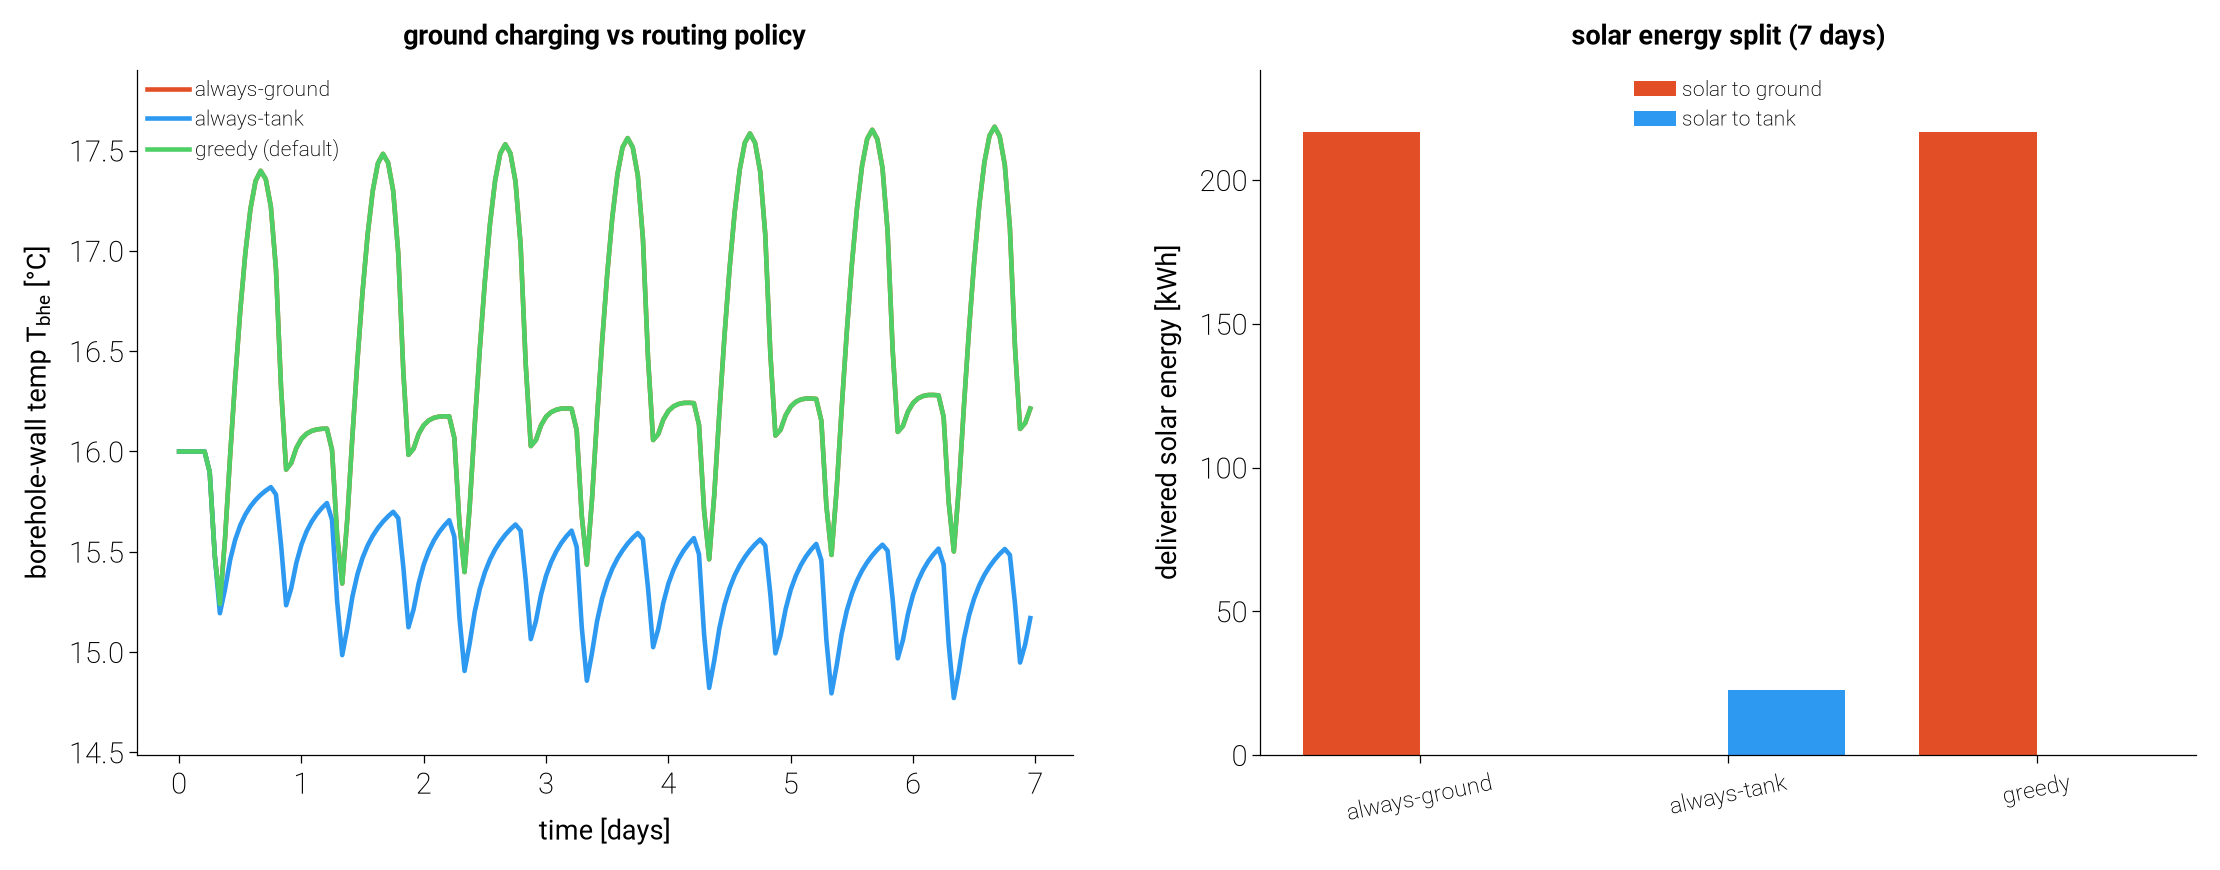 ground charging vs routing policy
always-ground
always-tank
greedy (default)
borehole-wall temp Tbhe [°C]
17.5
17.0
16.5
16.0
15.5
15.0
14.5
0 1 2 3 4 5 6 7
time [days]
solar energy split (7 days)
solar to ground
solar to tank
delivered solar energy [kWh]
200
150
100
50
0
always-ground always-tank greedy